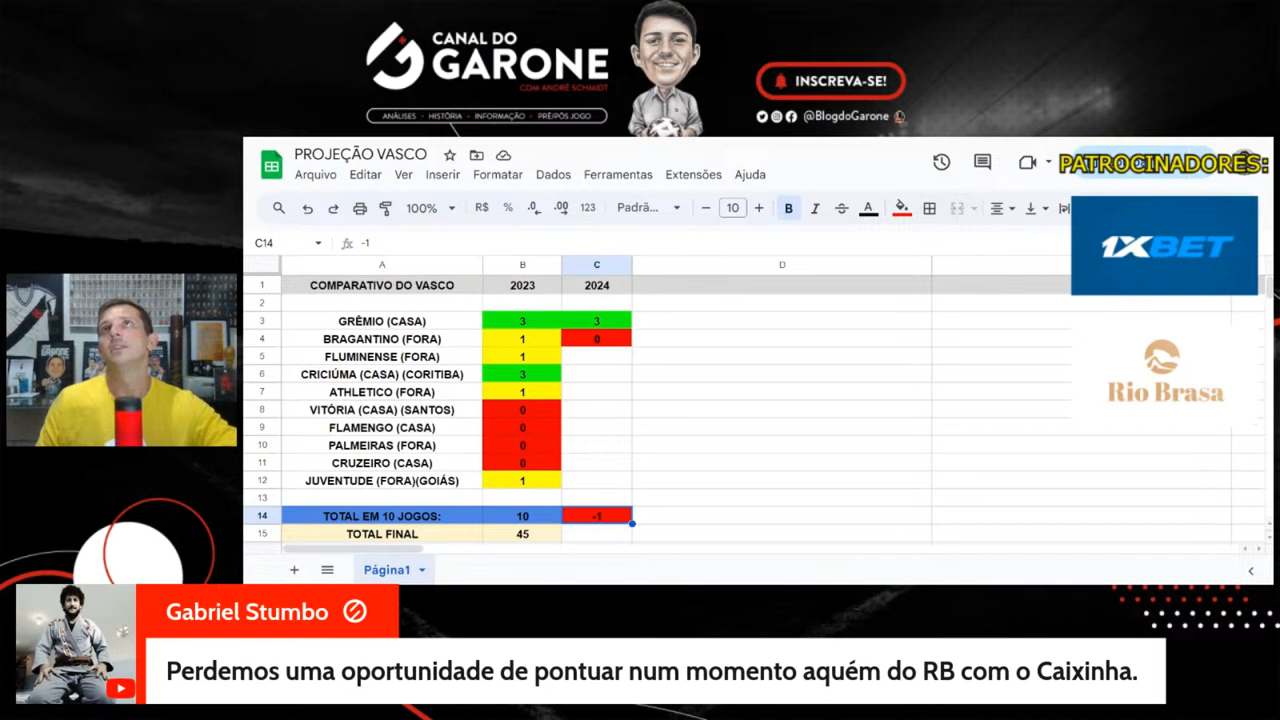 CANAL DO
GARONE
COM ANDRÉ SCHMIDT
ANÁLISES - HISTÓRIA - INFORMAÇÃO - PRÉ/PÓS JOGO
INSCREVA-SE!
@BlogdoGarone
PROJEÇÃO VASCO
Arquivo Editar Ver Inserir Formatar Dados Ferramentas Extensões Ajuda
PATROCINADORES:
100% R$ % .0 .00 123 Padrã... 10 B I A
C14 fx -1
1XBET
A B C D
1 COMPARATIVO DO VASCO 2023 2024
2
3 GRÊMIO (CASA) 3 3
4 BRAGANTINO (FORA) 1 0
5 FLUMINENSE (FORA) 1
6 CRICIÚMA (CASA) (CORITIBA) 3
7 ATHLETICO (FORA) 1
8 VITÓRIA (CASA) (SANTOS) 0
9 FLAMENGO (CASA) 0
10 PALMEIRAS (FORA) 0
11 CRUZEIRO (CASA) 0
12 JUVENTUDE (FORA)(GOIÁS) 1
13
14 TOTAL EM 10 JOGOS: 10 -1
15 TOTAL FINAL 45
Rio Brasa
GARONE
Página1
Gabriel Stumbo
Perdemos uma oportunidade de pontuar num momento aquém do RB com o Caixinha.